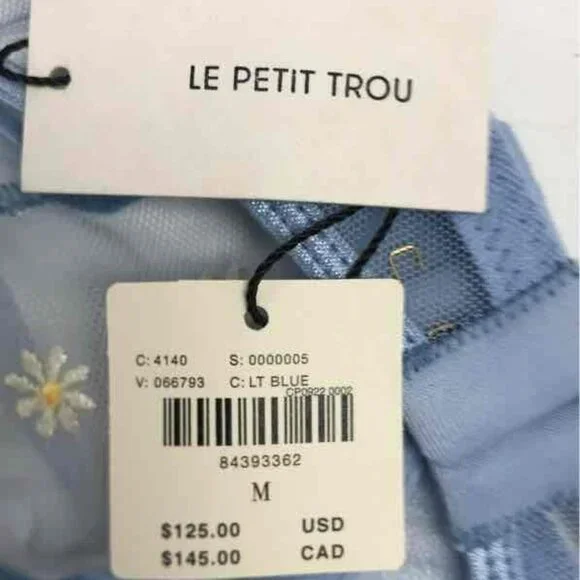 LE PETIT TROU
C: 4140 S: 0000005
V: 066793 C: LT BLUE
CP0922 0002
84393362
M
$125.00 USD
$145.00 CAD